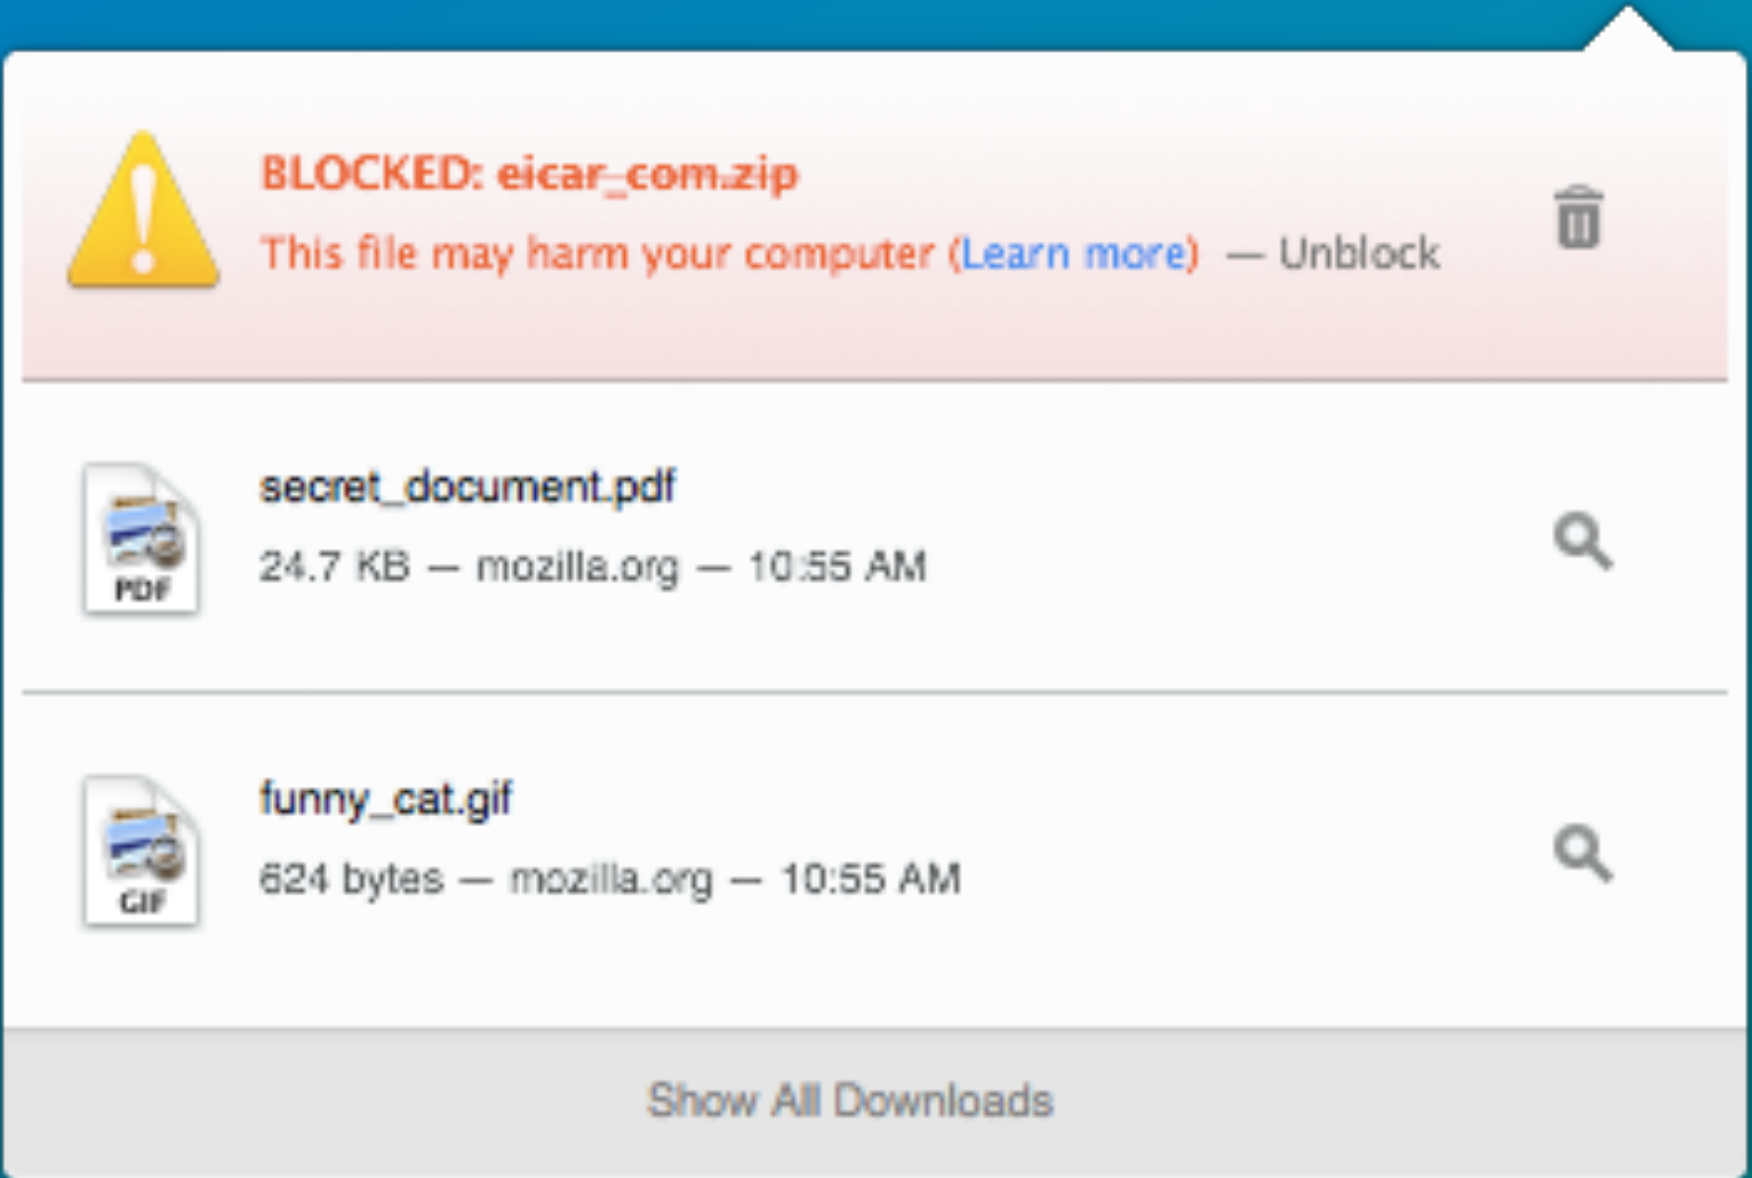 BLOCKED: eicar_com.zip
This file may harm your computer (Learn more) — Unblock
secret_document.pdf
PDF
24.7 KB — mozilla.org — 10:55 AM
funny_cat.gif
GIF
624 bytes — mozilla.org — 10:55 AM
Show All Downloads